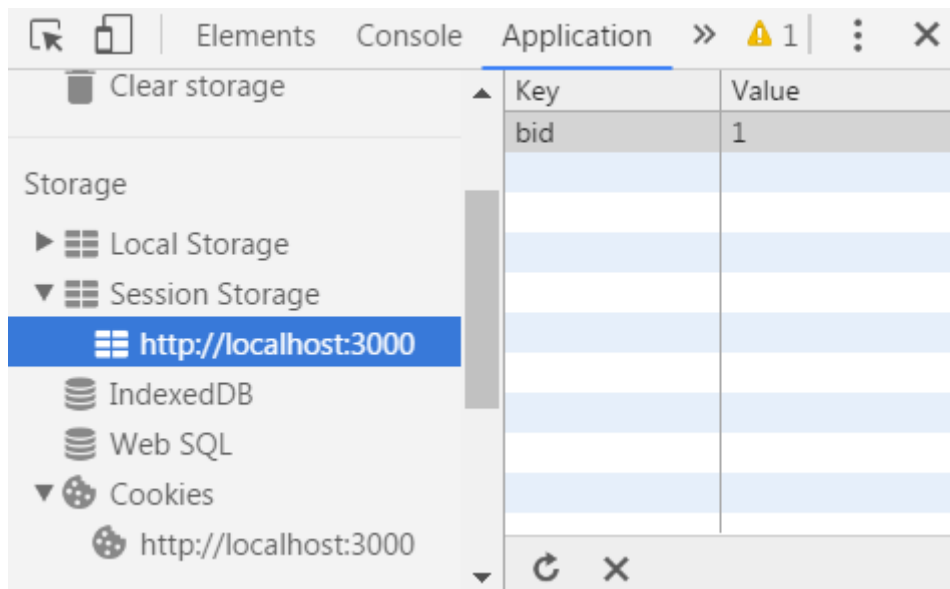 Elements Console Application » 1
Clear storage
Key Value
bid 1
Storage
Local Storage
Session Storage
http://localhost:3000
IndexedDB
Web SQL
Cookies
http://localhost:3000